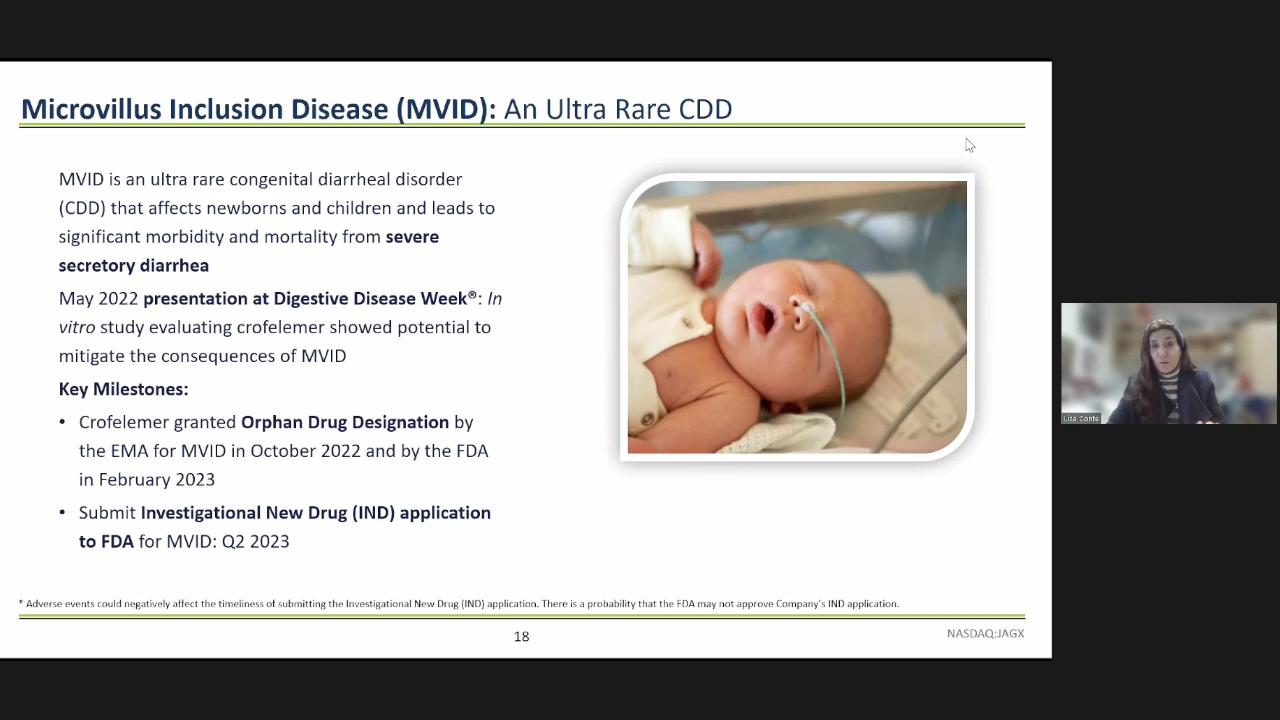 Microvillus Inclusion Disease (MVID): An Ultra Rare CDD
MVID is an ultra rare congenital diarrheal disorder
(CDD) that affects newborns and children and leads to
significant morbidity and mortality from severe
secretory diarrhea
May 2022 presentation at Digestive Disease Week®: In
vitro study evaluating crofelemer showed potential to
mitigate the consequences of MVID
Key Milestones:
• Crofelemer granted Orphan Drug Designation by
the EMA for MVID in October 2022 and by the FDA
in February 2023
• Submit Investigational New Drug (IND) application
to FDA for MVID: Q2 2023
* Adverse events could negatively affect the timeliness of submitting the Investigational New Drug (IND) application. There is a probability that the FDA may not approve Company's IND application.
18
NASDAQ:JAGX
Lisa Conte